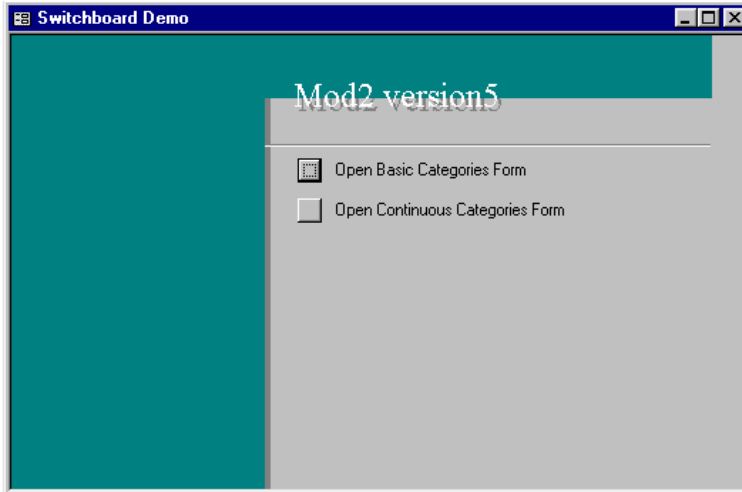 Switchboard Demo
Mod2 version5
Open Basic Categories Form
Open Continuous Categories Form